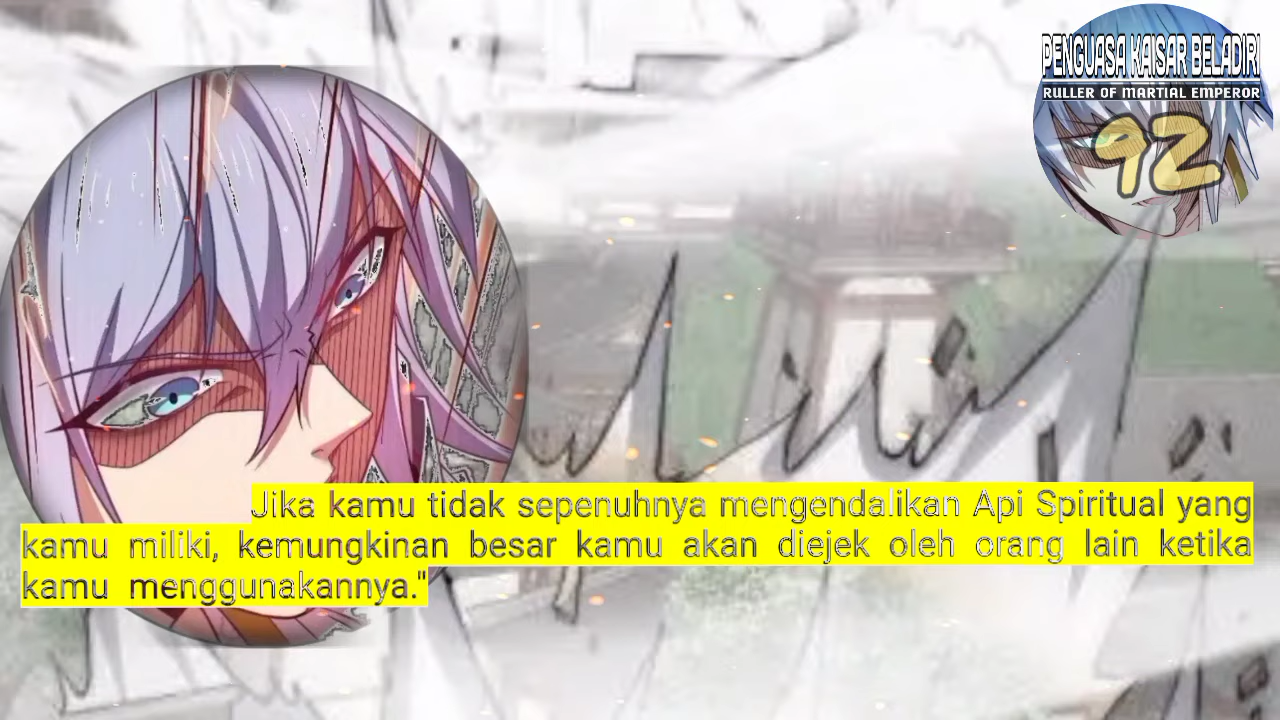 PENGUASA KAISAR BELADIRI
RULLER OF MARTIAL EMPEROR
92
Jika kamu tidak sepenuhnya mengendalikan Api Spiritual yang
kamu miliki, kemungkinan besar kamu akan diejek oleh orang lain ketika
kamu menggunakannya."